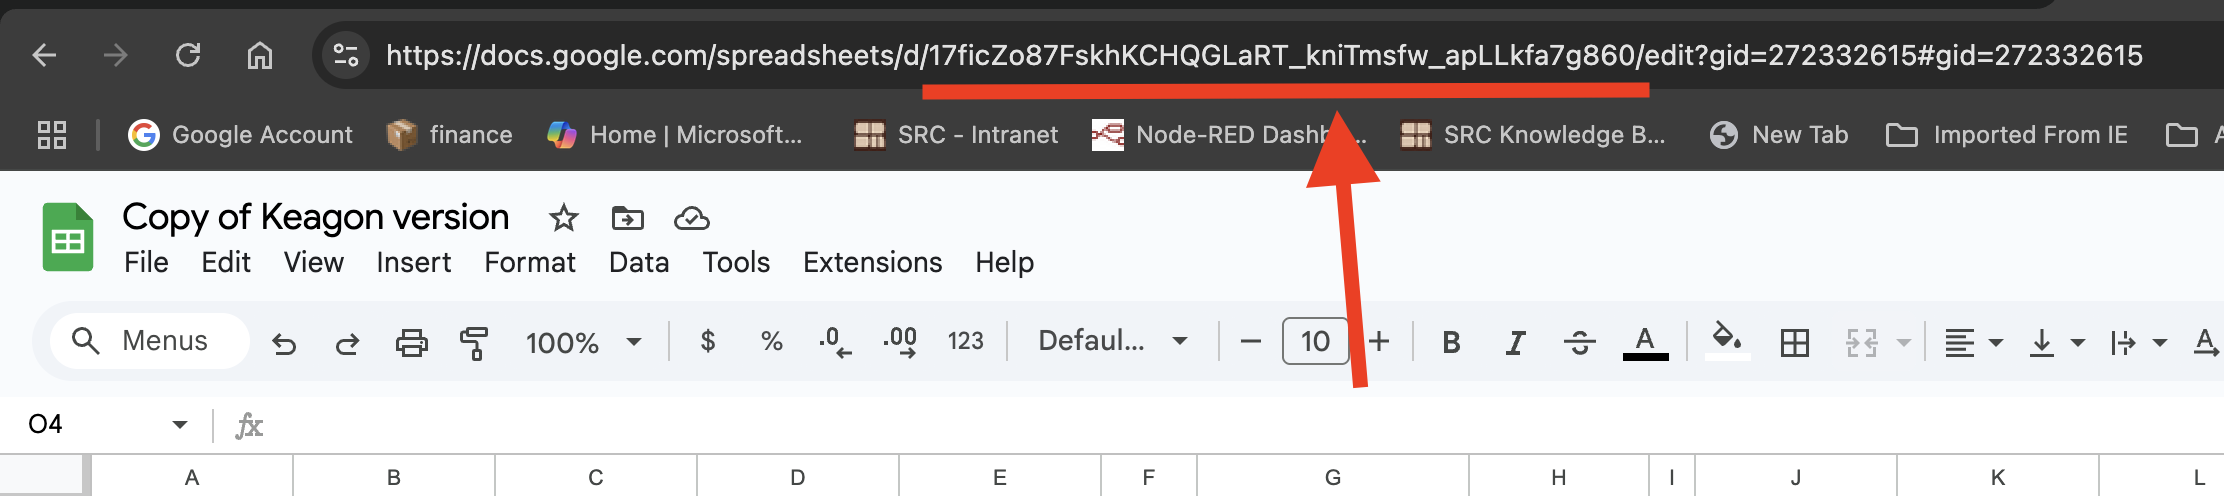 https://docs.google.com/spreadsheets/d/17ficZo87FskhKCHQGLaRT_kniTmsfw_apLLkfa7g860/edit?gid=272332615#gid=272332615
Google Account finance Home | Microsoft... SRC - Intranet Node-RED Dashb... SRC Knowledge B... New Tab Imported From IE
Copy of Keagon version
File Edit View Insert Format Data Tools Extensions Help
Menus 100% $ % .0 .00 123 Defaul... 10 B I S A A
O4 fx
A B C D E F G H I J K L